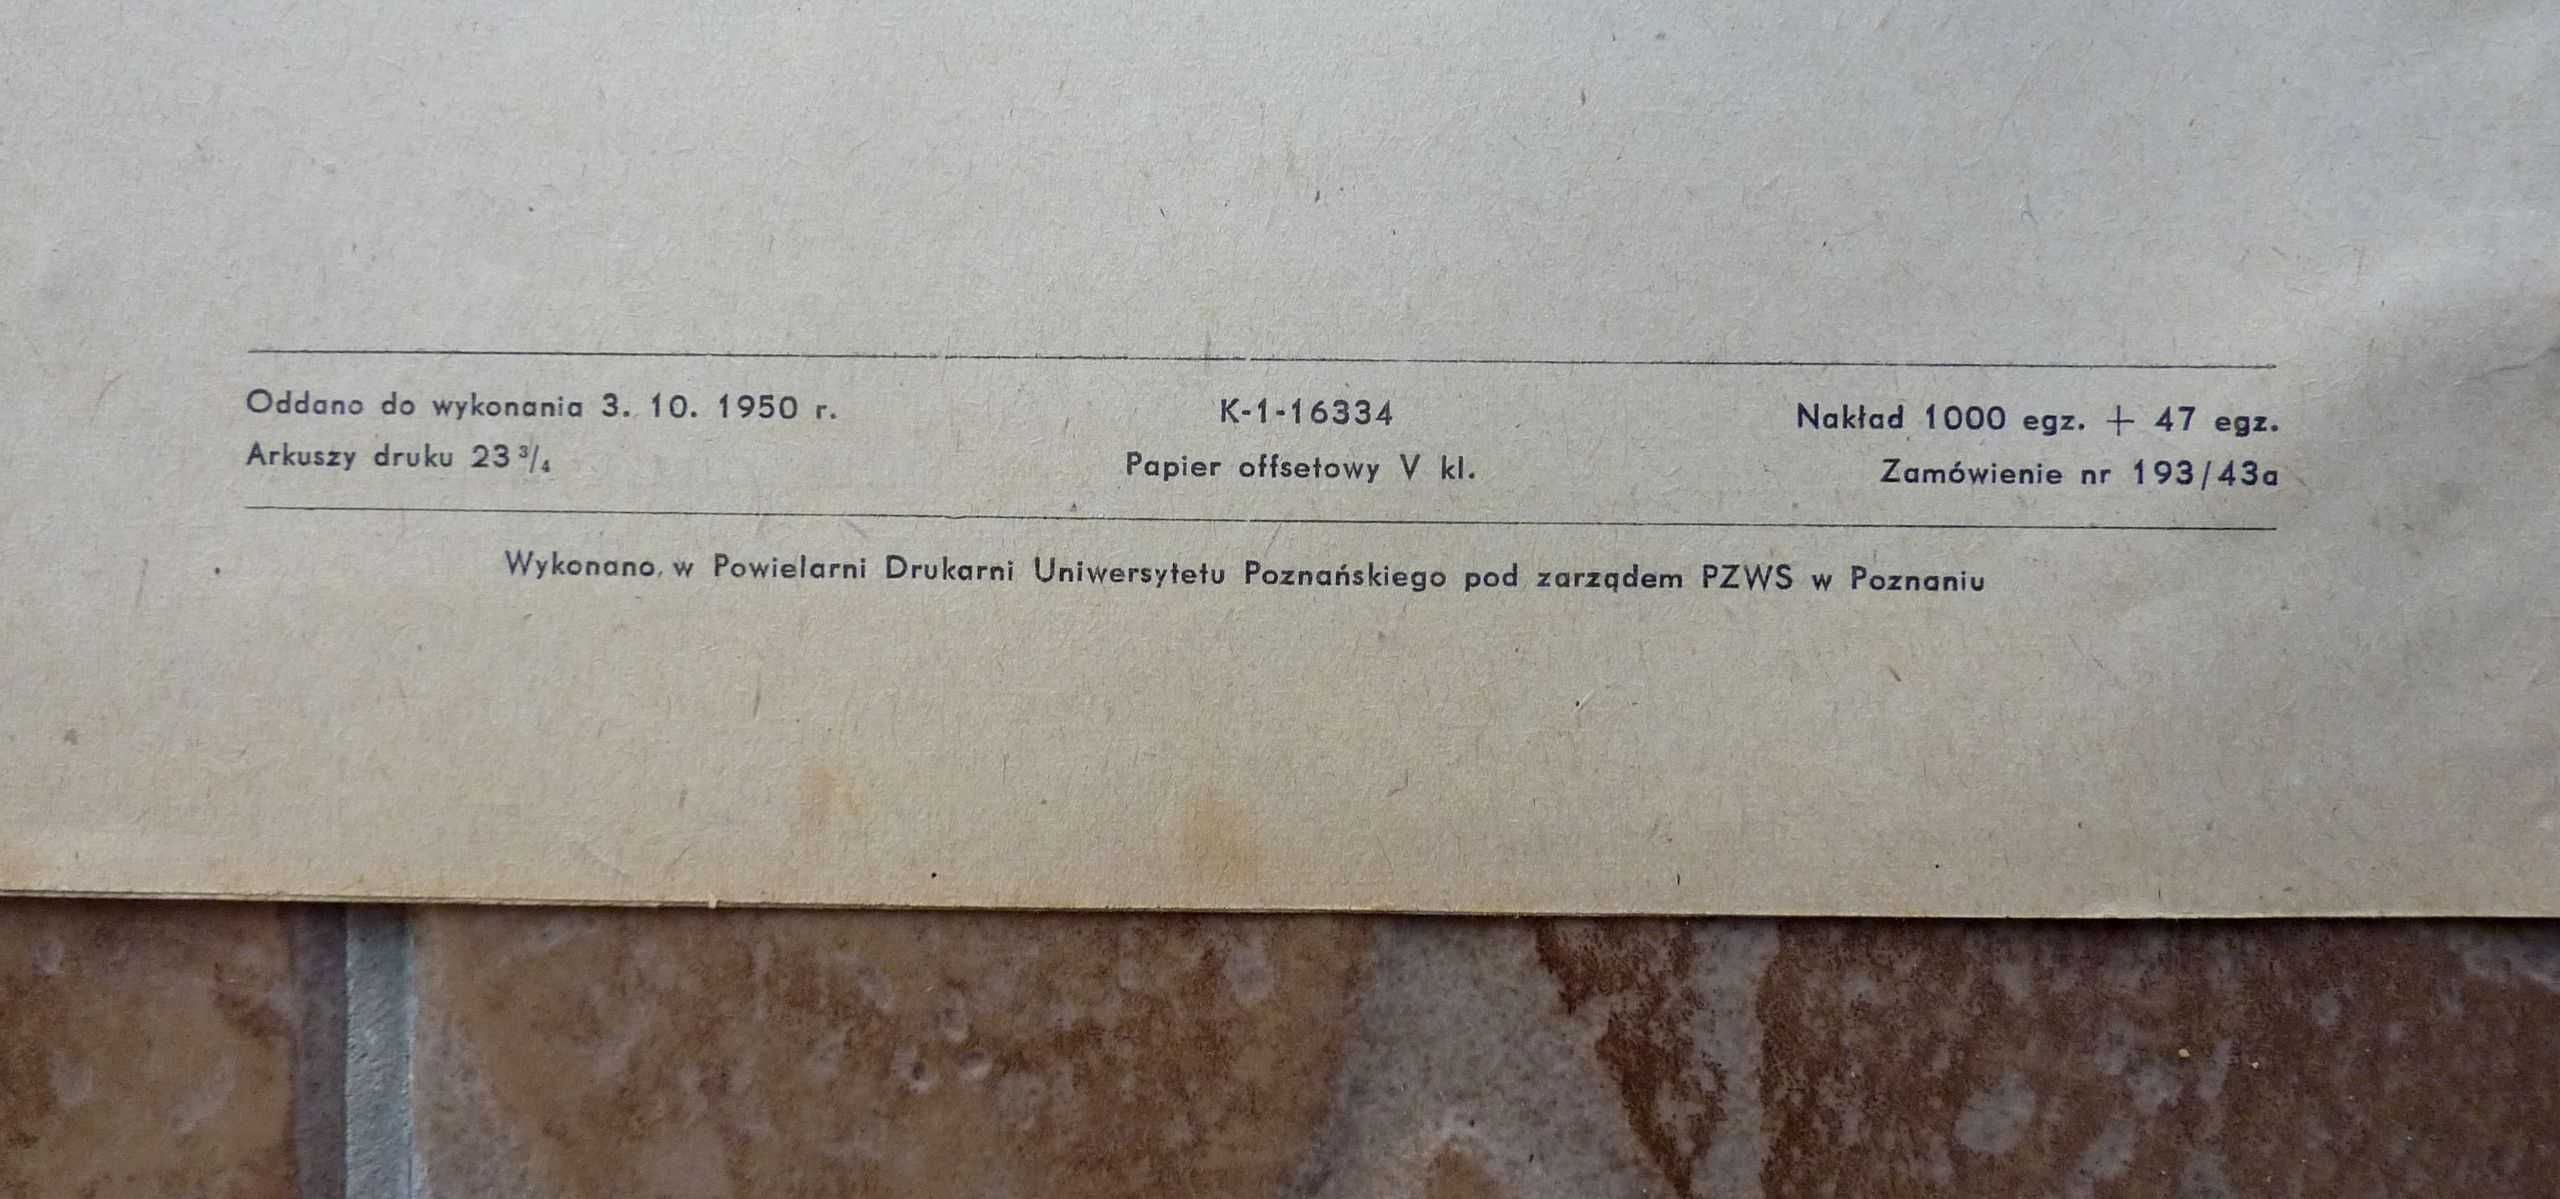 Oddano do wykonania 3. 10. 1950 r.
Arkuszy druku 23 3/4
K-1-16334
Papier offsetowy V kl.
Nakład 1000 egz. + 47 egz.
Zamówienie nr 193/43a
Wykonano w Powielarni Drukarni Uniwersytetu Poznańskiego pod zarządem PZWS w Poznaniu